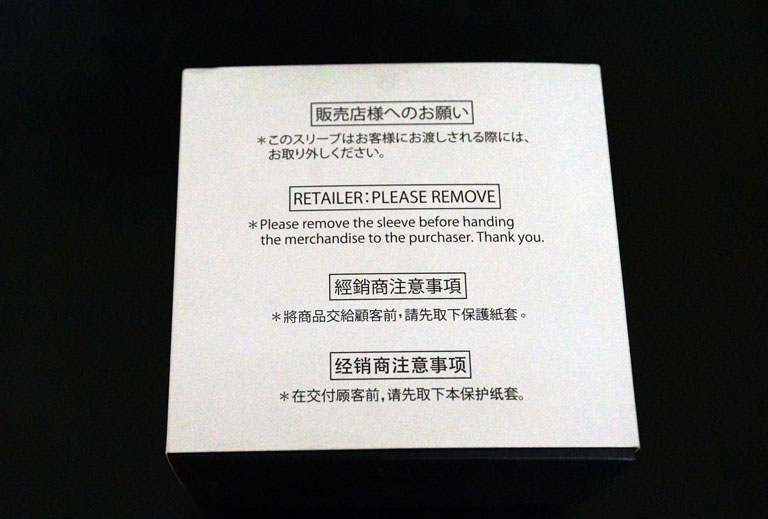 販売店様へのお願い
＊このスリーブはお客様にお渡しされる際には、
お取り外しください。
RETAILER:PLEASE REMOVE
＊Please remove the sleeve before handing
the merchandise to the purchaser. Thank you.
經銷商注意事項
＊將商品交給顧客前,請先取下保護紙套。
经销商注意事项
＊在交付顾客前,请先取下本保护纸套。